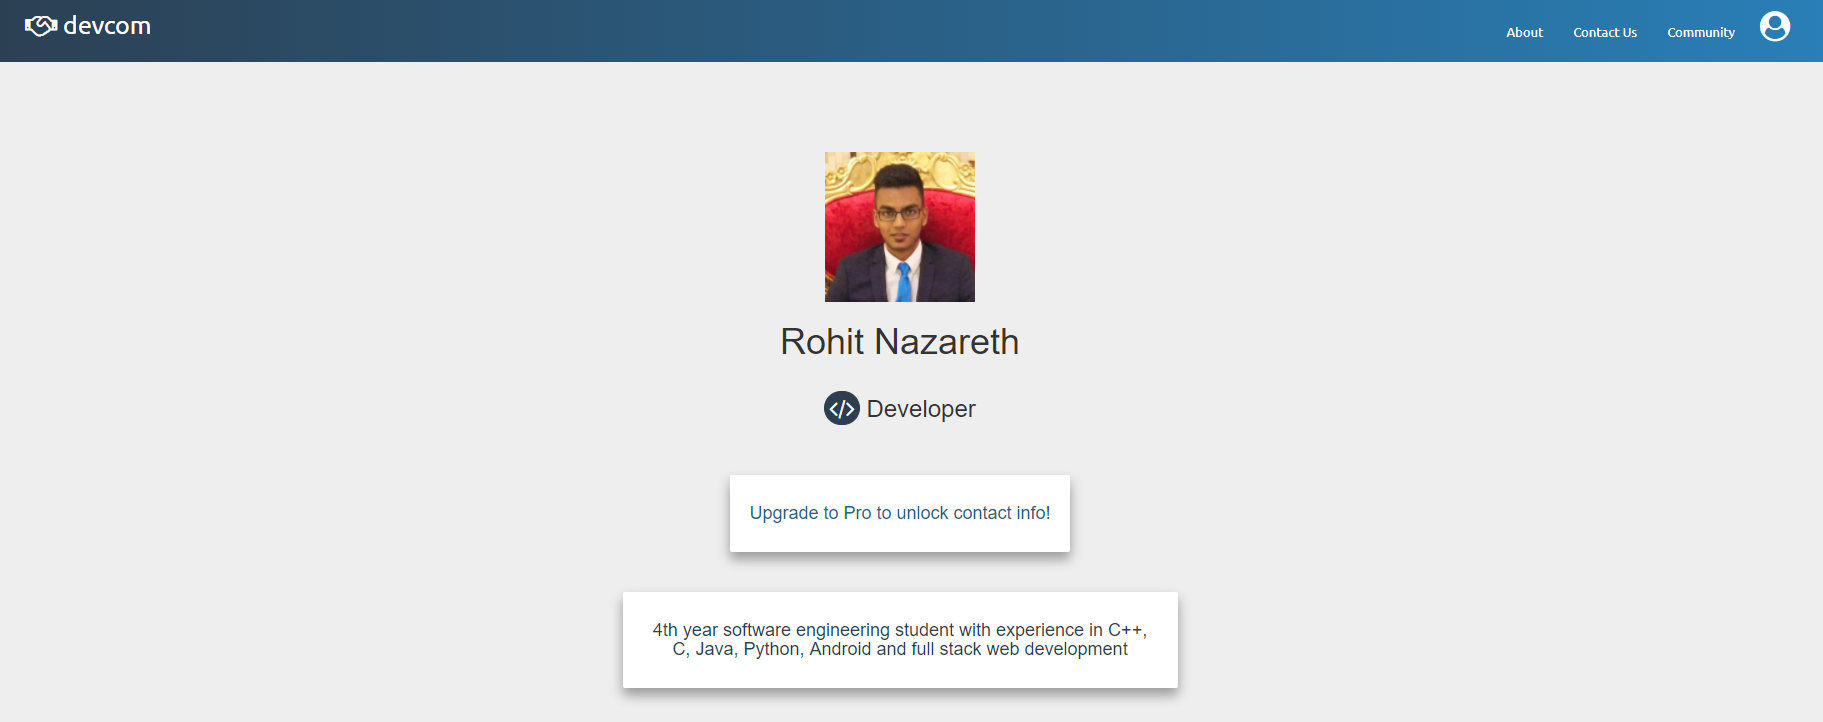 devcom
About Contact Us Community
Rohit Nazareth
</> Developer
Upgrade to Pro to unlock contact info!
4th year software engineering student with experience in C++,
C, Java, Python, Android and full stack web development